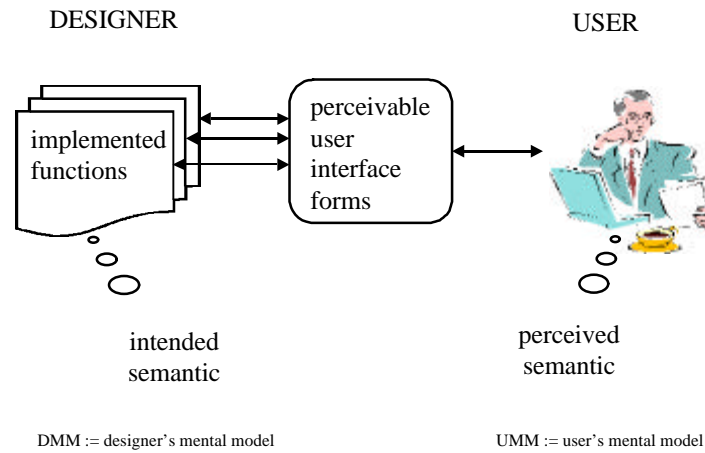 DESIGNER
USER
implemented
functions
perceivable
user
interface
forms
intended
semantic
perceived
semantic
DMM := designer's mental model
UMM := user's mental model